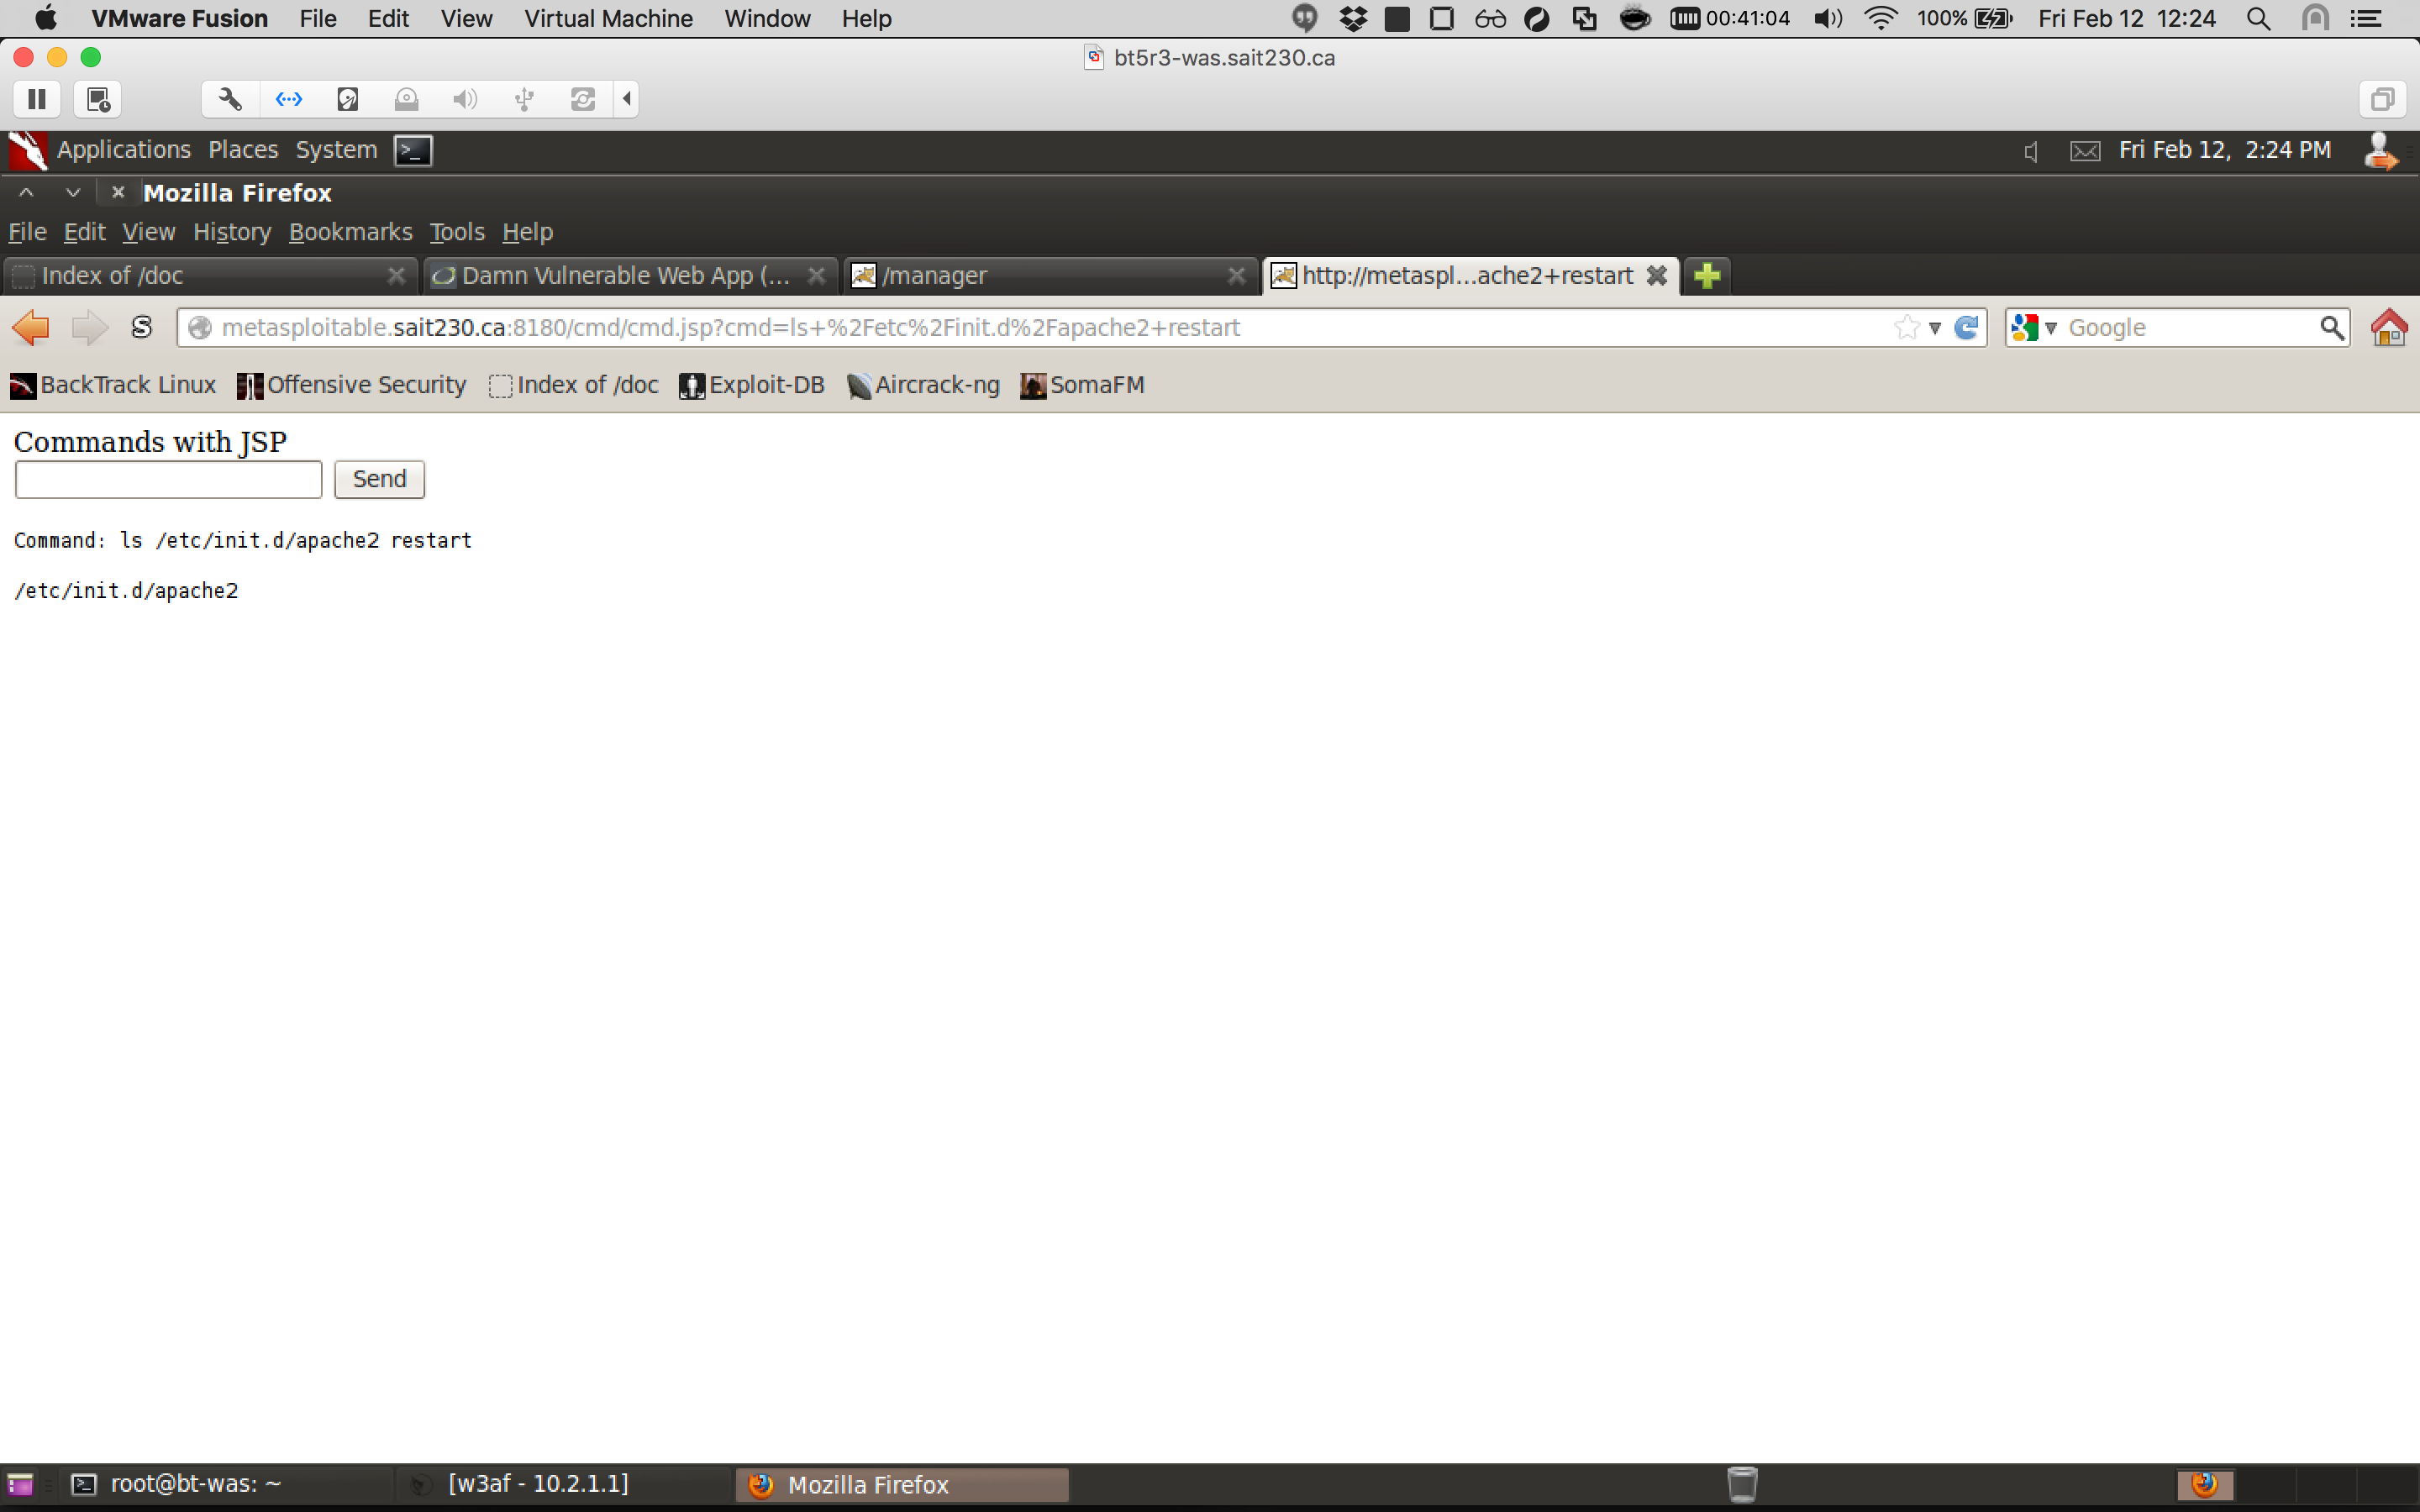 VMware Fusion File Edit View Virtual Machine Window Help 00:41:04 100% Fri Feb 12 12:24
bt5r3-was.sait230.ca
Applications Places System Fri Feb 12, 2:24 PM
Mozilla Firefox
File Edit View History Bookmarks Tools Help
Index of /doc Damn Vulnerable Web App (... /manager http://metaspl...ache2+restart
S metasploitable.sait230.ca:8180/cmd/cmd.jsp?cmd=ls+%2Fetc%2Finit.d%2Fapache2+restart Google
BackTrack Linux Offensive Security Index of /doc Exploit-DB Aircrack-ng SomaFM
Commands with JSP
Send
Command: ls /etc/init.d/apache2 restart
/etc/init.d/apache2
root@bt-was: ~ [w3af - 10.2.1.1] Mozilla Firefox